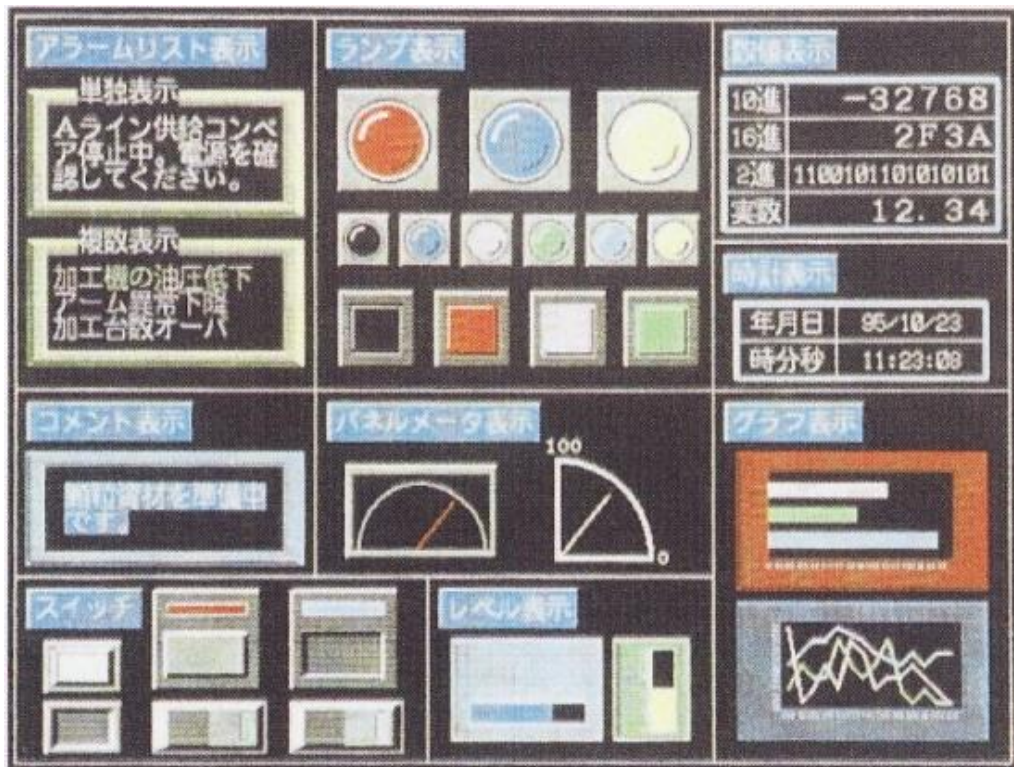 アラームリスト表示
単独表示
Aライン供給コンベ
ア停止中。電源を確
認してください。
複数表示
加工機の油圧低下
アーム異常下降
加工台数オーバ
ランプ表示
数値表示
10進 -32768
16進 2F3A
2進 1100101101010101
実数 12.34
時計表示
年月日 95/10/23
時分秒 11:23:08
コメント表示
を準備中
です。
パネルメータ表示
100
0
グラフ表示
スイッチ
レベル表示